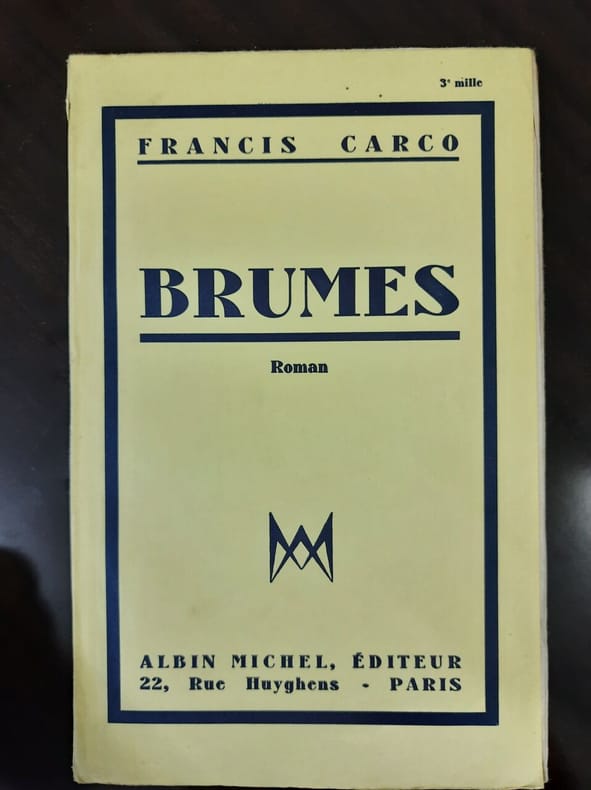 3e mille
FRANCIS CARCO
BRUMES
Roman
ALBIN MICHEL, ÉDITEUR
22, Rue Huyghens - PARIS